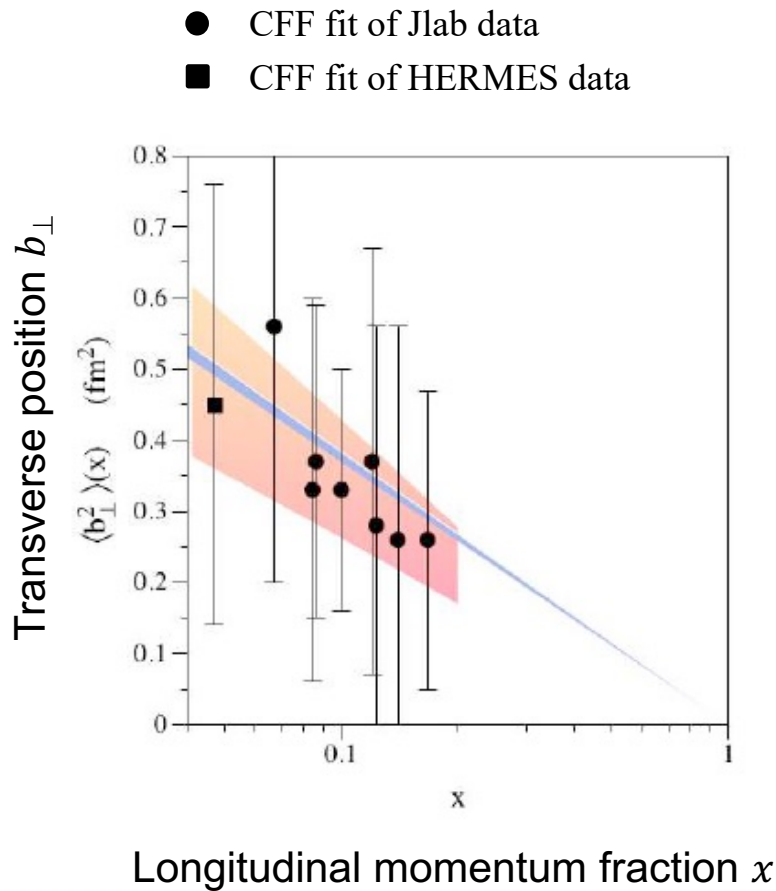 CFF fit of Jlab data
CFF fit of HERMES data
Transverse position b⊥
⟨b²⊥⟩(x) (fm²)
0.8
0.7
0.6
0.5
0.4
0.3
0.2
0.1
0
0.1 1
x
Longitudinal momentum fraction x